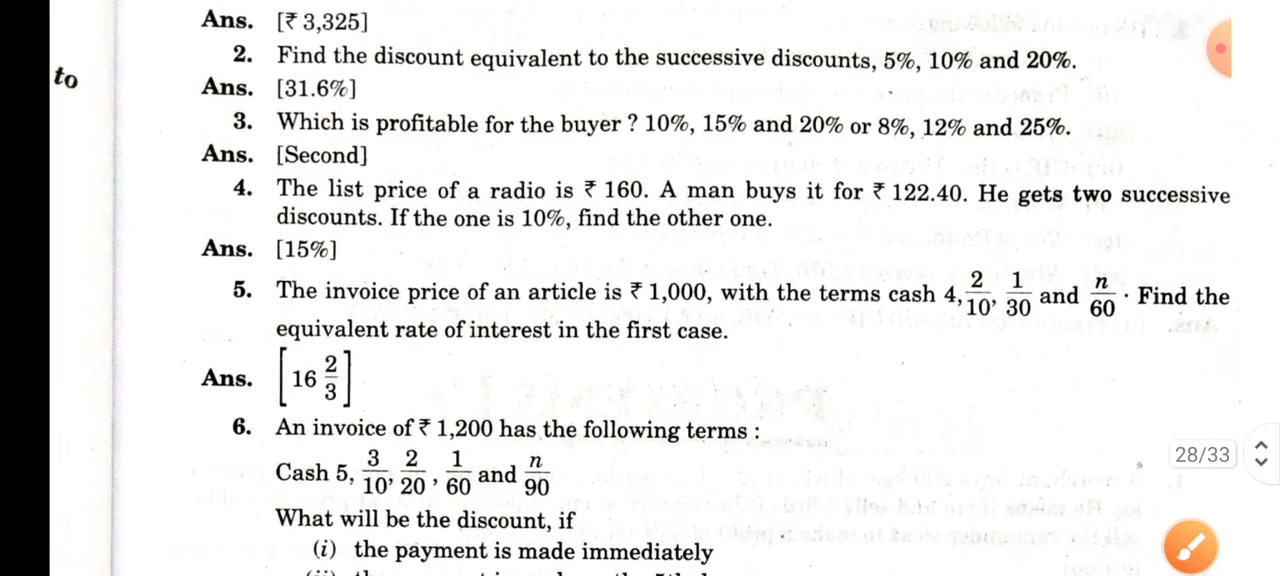 Ans. [₹ 3,325]
to
2. Find the discount equivalent to the successive discounts, 5%, 10% and 20%.
Ans. [31.6%]
3. Which is profitable for the buyer ? 10%, 15% and 20% or 8%, 12% and 25%.
Ans. [Second]
4. The list price of a radio is ₹ 160. A man buys it for ₹ 122.40. He gets two successive
discounts. If the one is 10%, find the other one.
Ans. [15%]
5. The invoice price of an article is ₹ 1,000, with the terms cash 4, 2/10, 1/30 and n/60 . Find the
equivalent rate of interest in the first case.
Ans. [16 2/3]
6. An invoice of ₹ 1,200 has the following terms :
Cash 5, 3/10, 2/20, 1/60 and n/90
28/33
What will be the discount, if
(i) the payment is made immediately